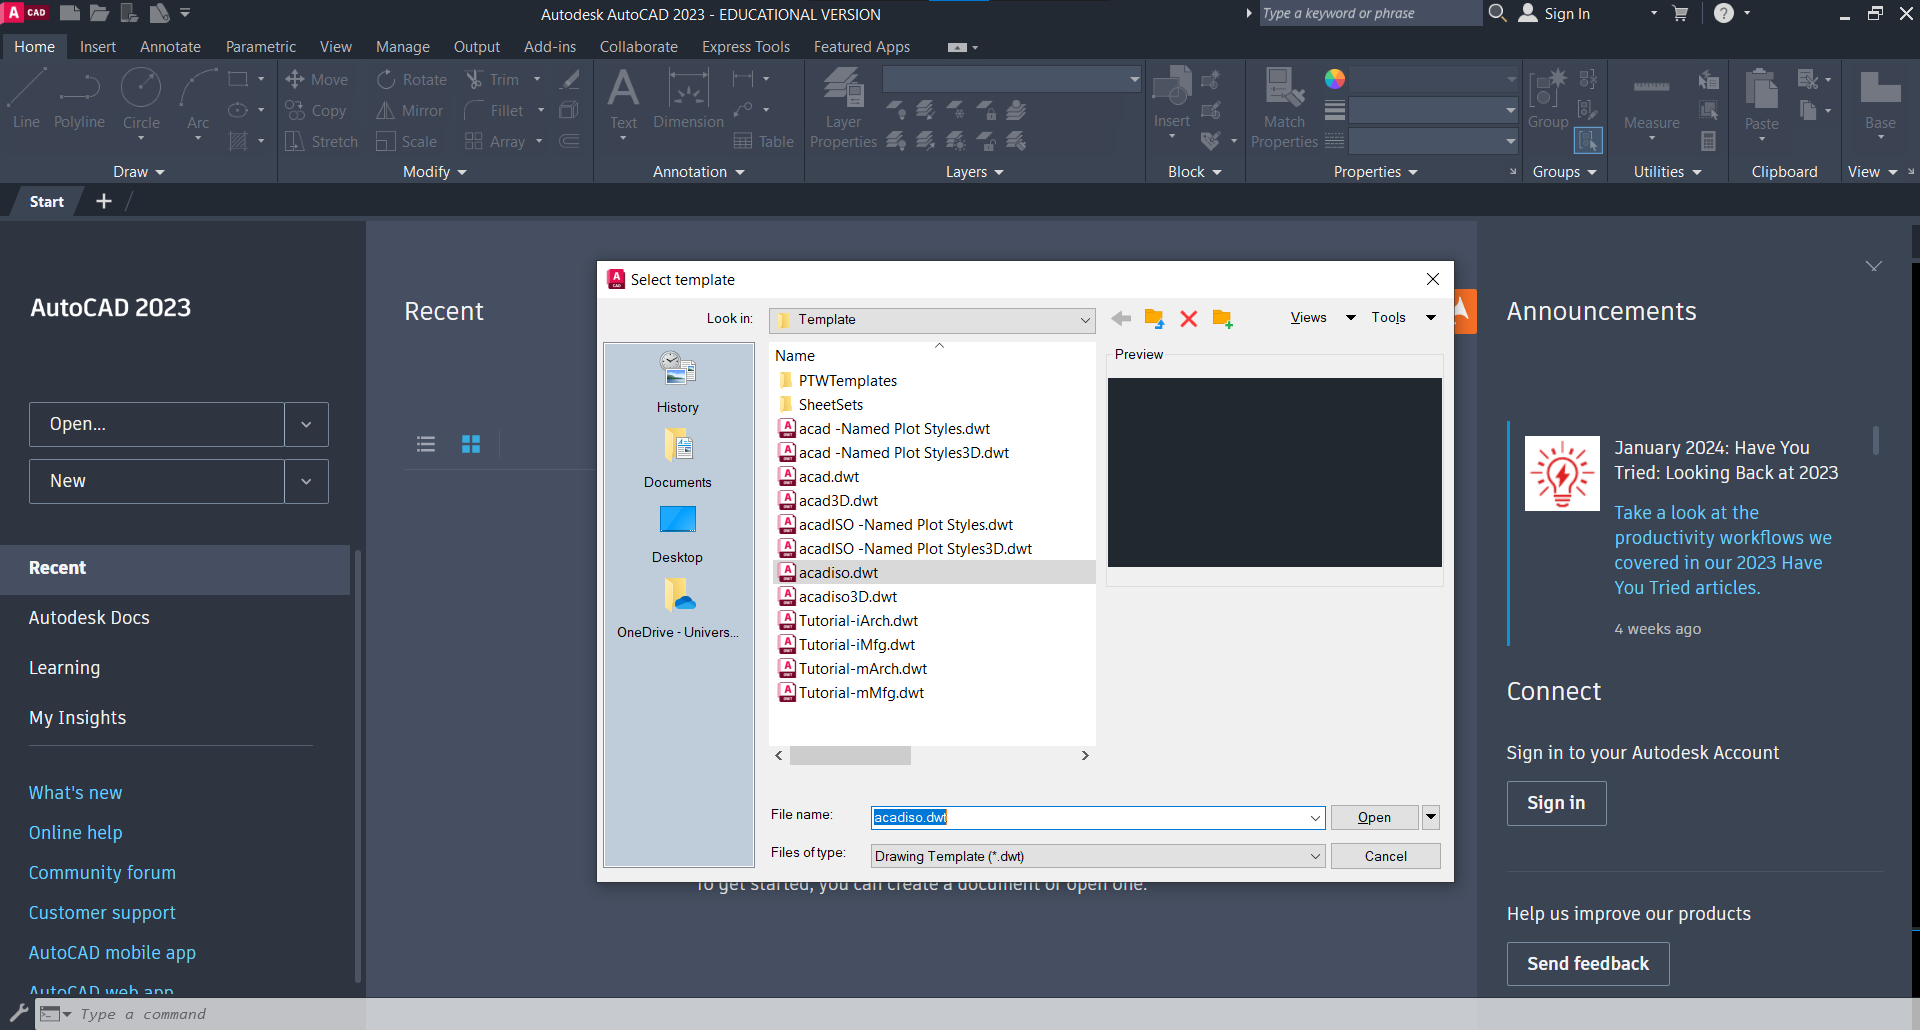 A CAD
Autodesk AutoCAD 2023 - EDUCATIONAL VERSION
Type a keyword or phrase
Sign In
Home Insert Annotate Parametric View Manage Output Add-ins Collaborate Express Tools Featured Apps
Line Polyline Circle Arc
Draw
Move Rotate Trim
Copy Mirror Fillet
Stretch Scale Array
Modify
Text Dimension Table
Annotation
Layer
Properties
Layers
Insert
Block
Match
Properties
Properties
Group
Groups
Measure
Utilities
Paste
Clipboard
Base
View
Start
AutoCAD 2023
Open...
New
Recent
Autodesk Docs
Learning
My Insights
What's new
Online help
Community forum
Customer support
AutoCAD mobile app
AutoCAD web app
Recent
Select template
Look in:
Template
Views
Tools
History
Documents
Desktop
OneDrive - Univers...
Name
PTWTemplates
SheetSets
acad -Named Plot Styles.dwt
acad -Named Plot Styles3D.dwt
acad.dwt
acad3D.dwt
acadISO -Named Plot Styles.dwt
acadISO -Named Plot Styles3D.dwt
acadiso.dwt
acadiso3D.dwt
Tutorial-iArch.dwt
Tutorial-iMfg.dwt
Tutorial-mArch.dwt
Tutorial-mMfg.dwt
Preview
File name:
acadiso.dwt
Open
Files of type:
Drawing Template (*.dwt)
Cancel
To get started, you can create a document or open one.
Announcements
January 2024: Have You
Tried: Looking Back at 2023
Take a look at the
productivity workflows we
covered in our 2023 Have
You Tried articles.
4 weeks ago
Connect
Sign in to your Autodesk Account
Sign in
Help us improve our products
Send feedback
Type a command